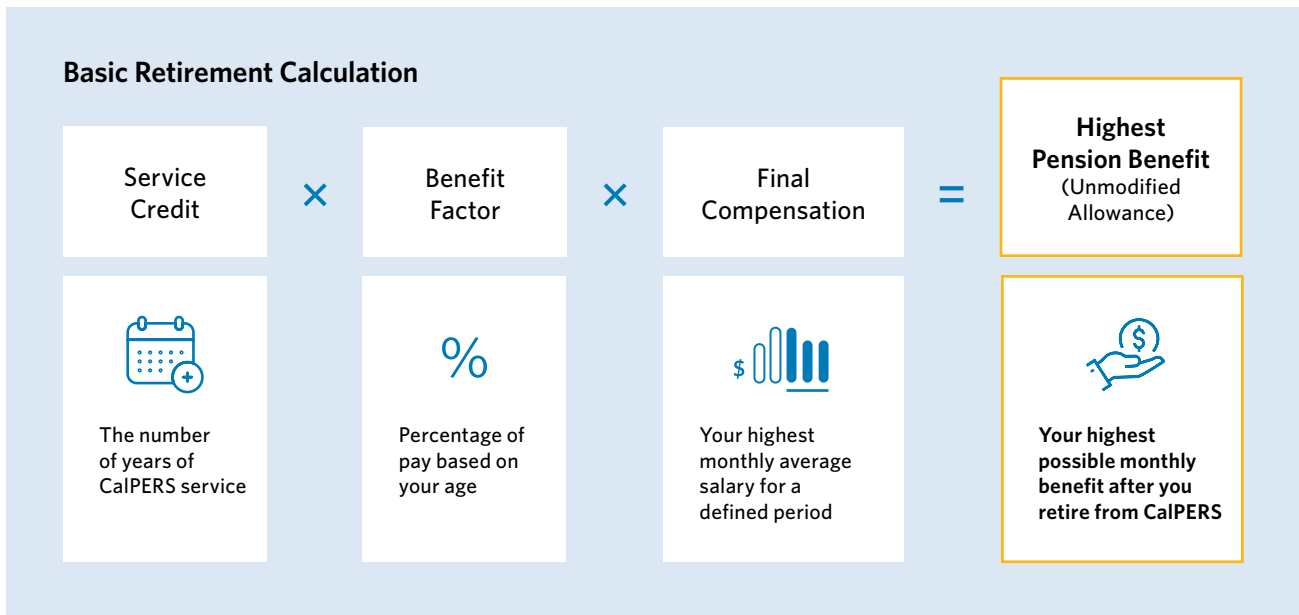 Basic Retirement Calculation
Service
Credit
×
Benefit
Factor
×
Final
Compensation
=
Highest
Pension Benefit
(Unmodified
Allowance)
The number
of years of
CalPERS service
%
Percentage of
pay based on
your age
$
Your highest
monthly average
salary for a
defined period
$
Your highest
possible monthly
benefit after you
retire from CalPERS